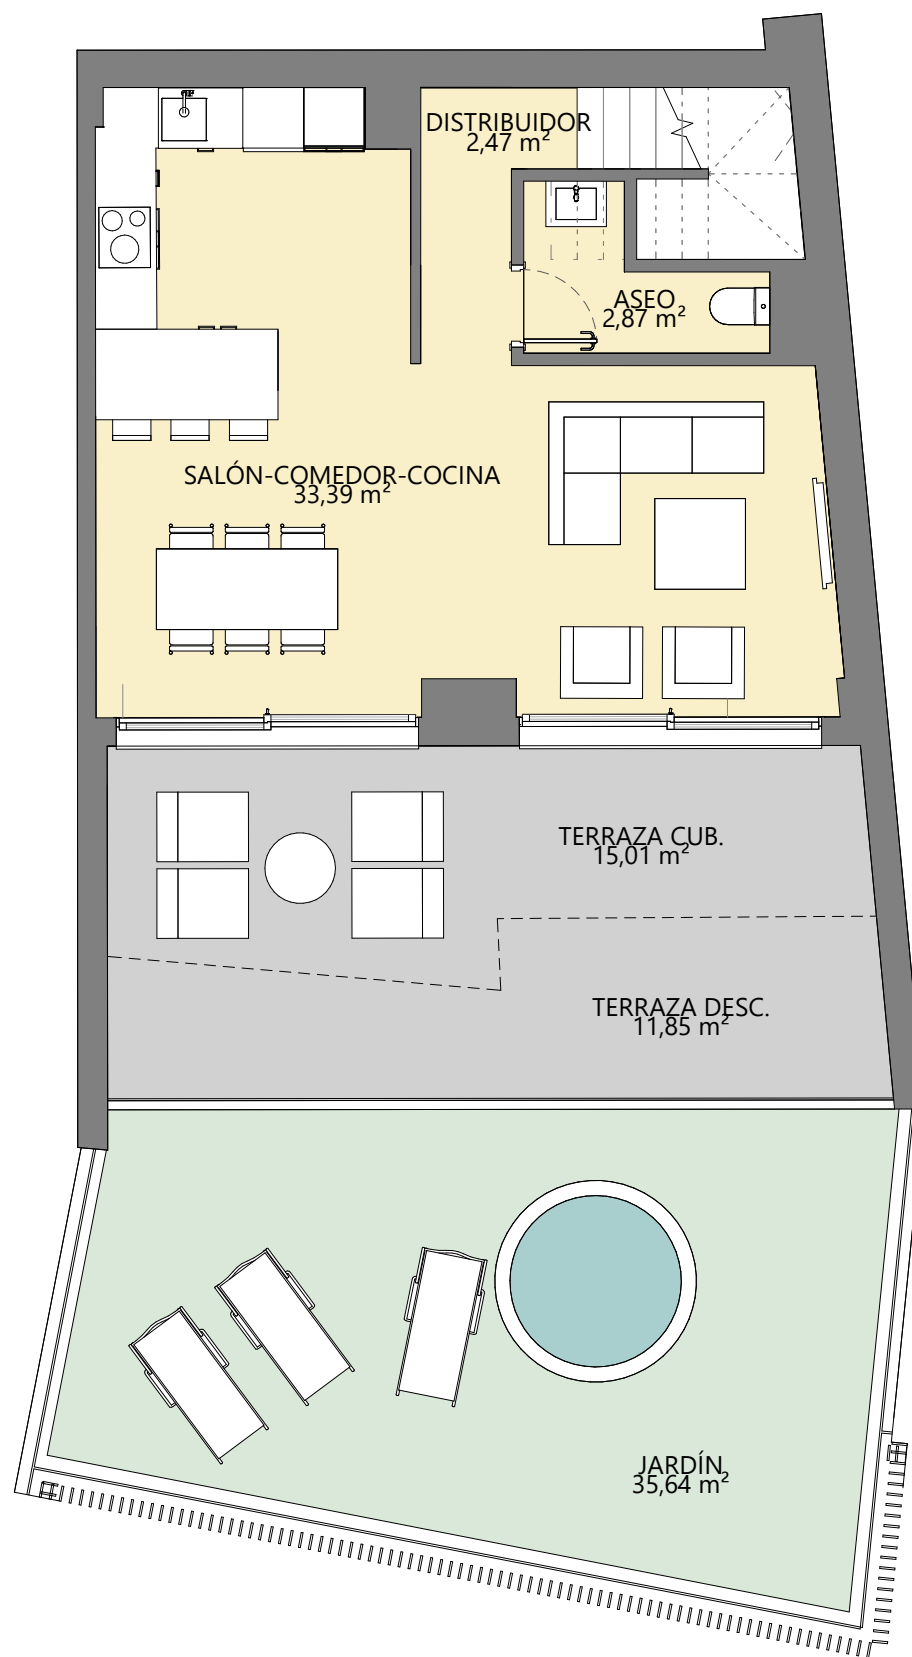 DISTRIBUIDOR
2,47 m²
ASEO
2,87 m²
SALÓN-COMEDOR-COCINA
33,39 m²
TERRAZA CUB.
15,01 m²
TERRAZA DESC.
11,85 m²
JARDÍN
35,64 m²